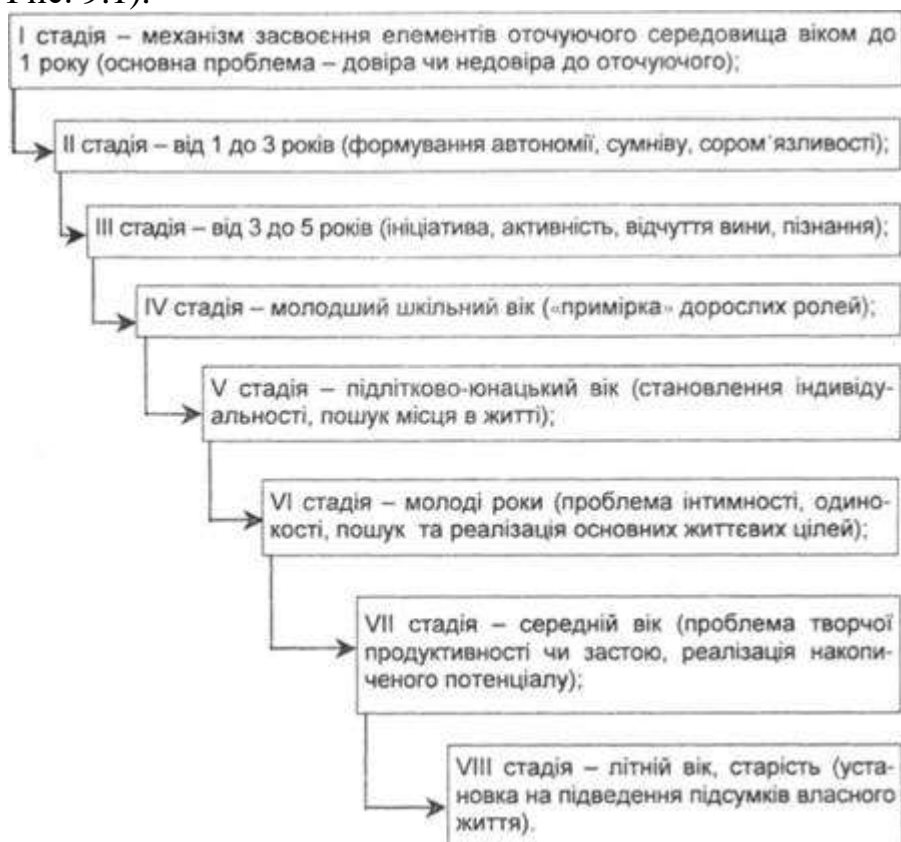 Рис. 9.1).
І стадія – механізм засвоєння елементів оточуючого середовища віком до
1 року (основна проблема – довіра чи недовіра до оточуючого);
ІІ стадія – від 1 до 3 років (формування автономії, сумніву, сором᾽язливості);
ІІІ стадія – від 3 до 5 років (ініціатива, активність, відчуття вини, пізнання);
IV стадія – молодший шкільний вік («примірка» дорослих ролей);
V стадія – підлітково-юнацький вік (становлення індивіду-
альності, пошук місця в житті);
VI стадія – молоді роки (проблема інтимності, одино-
кості, пошук та реалізація основних життєвих цілей);
VII стадія – середній вік (проблема творчої
продуктивності чи застою, реалізація накопи-
ченого потенціалу);
VIII стадія – літній вік, старість (уста-
новка на підведення підсумків власного
життя).